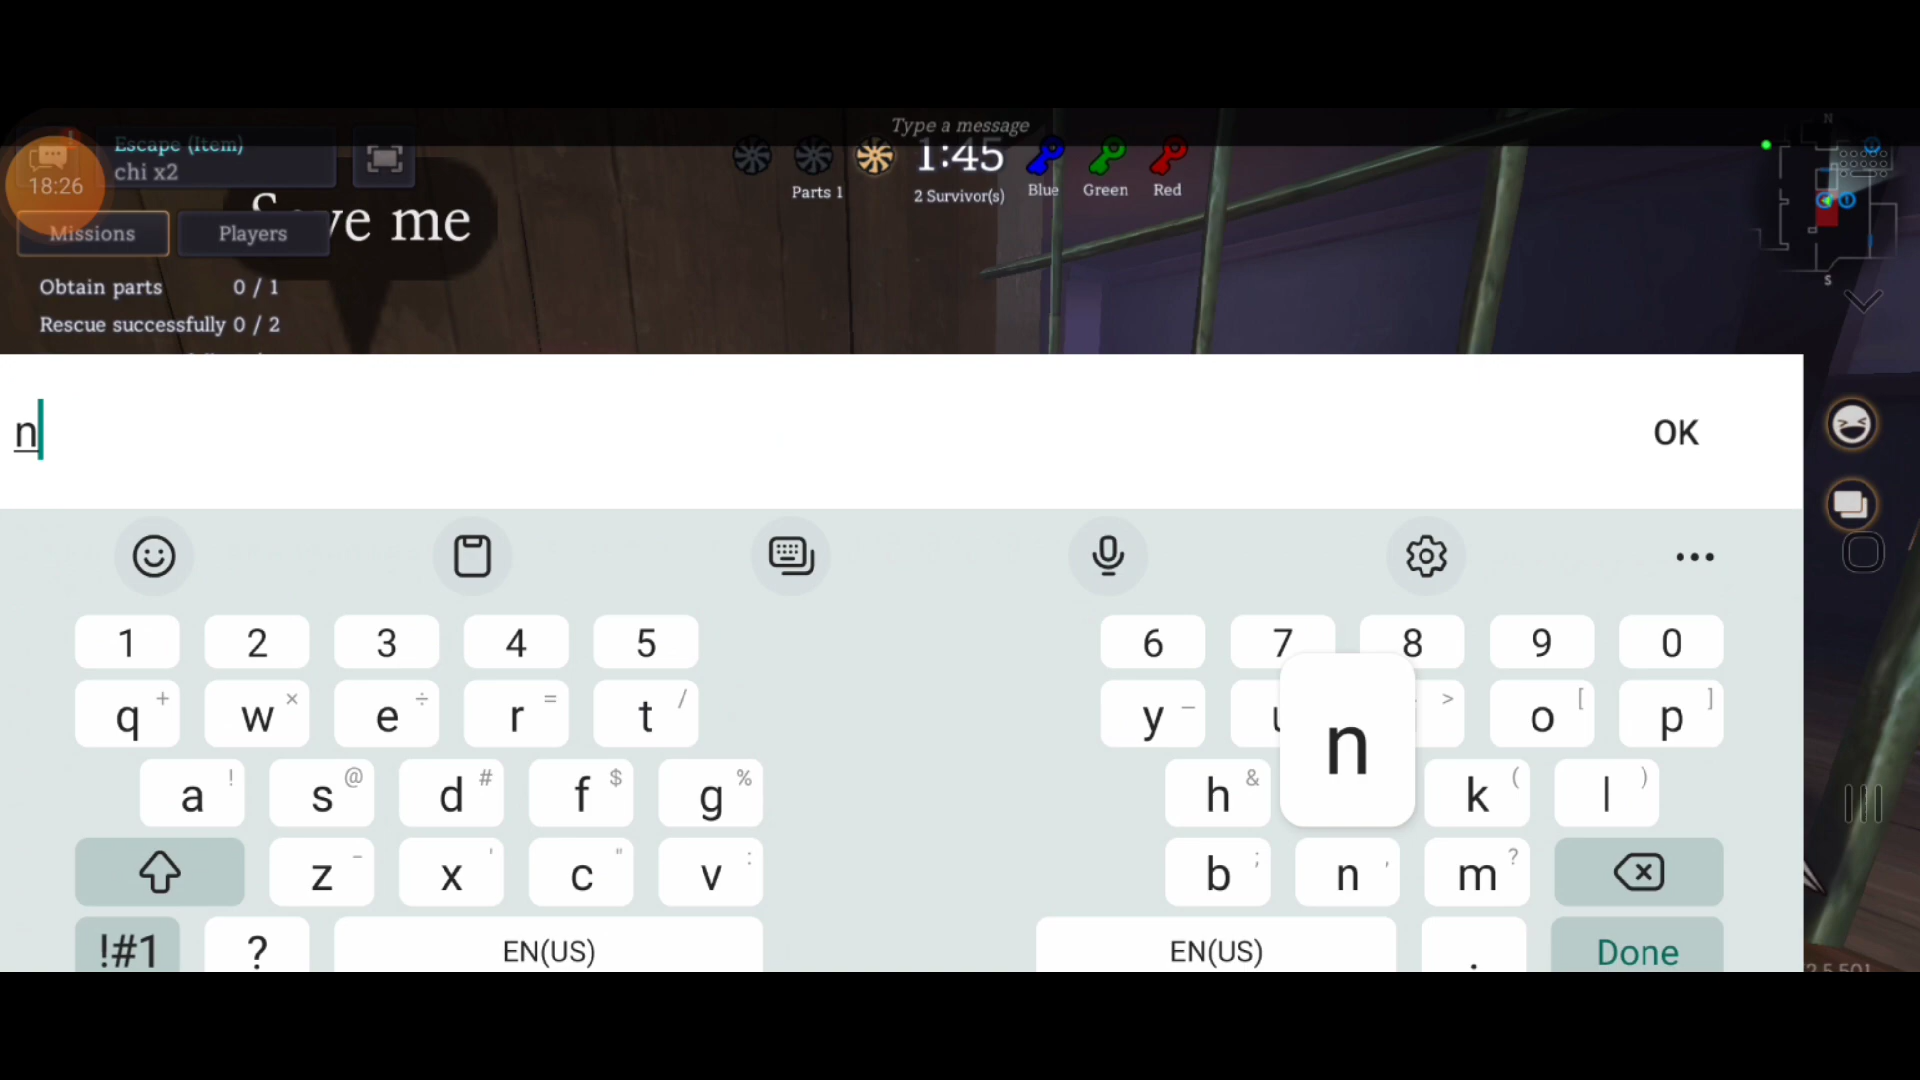 Type a message
Escape (Item)
chi x2
18:26
Save me
Missions
Players
Obtain parts 0 / 1
Rescue successfully 0 / 2
Parts 1
1:45
2 Survivor(s)
Blue
Green
Red
N
S
n
OK
1 2 3 4 5 6 7 8 9 0
q + w × e ÷ r = t / y _ u n > o [ p ]
a ! s @ d # f $ g % h & k ( l )
z - x ' c " v : b ; n , m ?
!#1 ? EN(US) EN(US) . Done